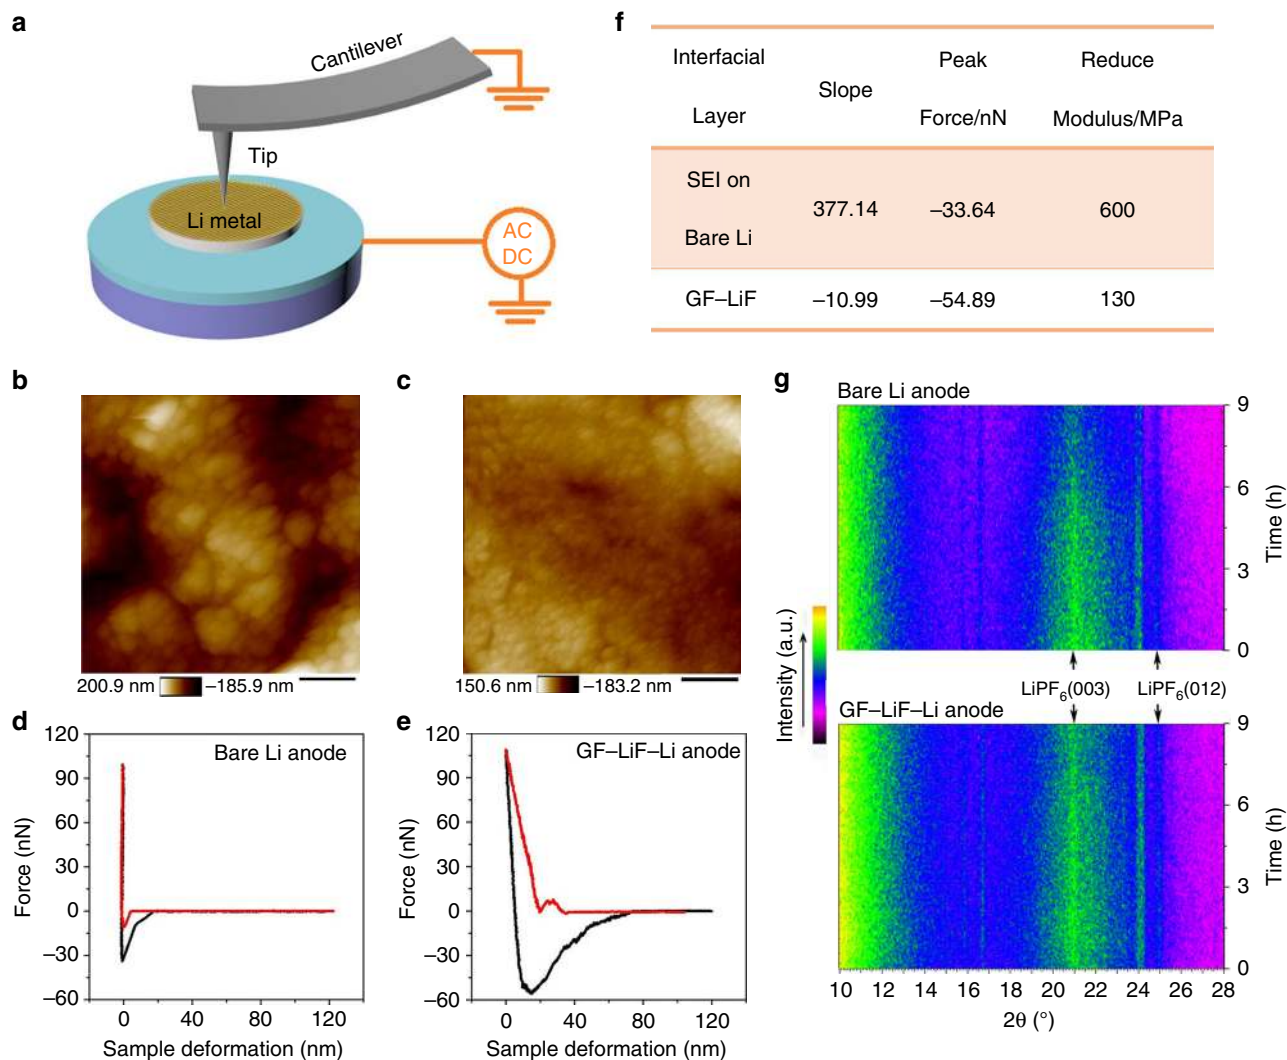 a
Cantilever
Tip
Li metal
AC
DC
f
Interfacial
Layer
Slope
Peak
Force/nN
Reduce
Modulus/MPa
SEI on
Bare Li
377.14
–33.64
600
GF–LiF
–10.99
–54.89
130
b
200.9 nm
–185.9 nm
c
150.6 nm
–183.2 nm
d
Bare Li anode
120
90
60
30
0
–30
–60
Force (nN)
0
40
80
120
Sample deformation (nm)
e
GF–LiF–Li anode
120
90
60
30
0
–30
–60
Force (nN)
0
40
80
120
Sample deformation (nm)
g
Bare Li anode
9
6
3
0
Time (h)
Intensity (a.u.)
LiPF6(003)
LiPF6(012)
GF–LiF–Li anode
9
6
3
0
Time (h)
10
12
14
16
18
20
22
24
26
28
2θ (°)